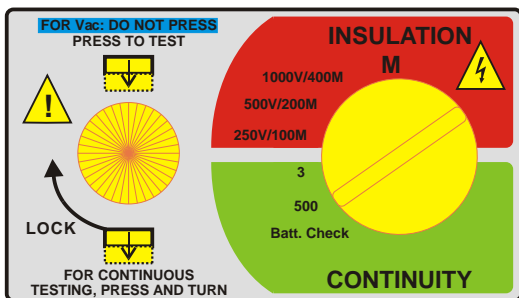 FOR Vac: DO NOT PRESS
PRESS TO TEST
LOCK
FOR CONTINUOUS
TESTING, PRESS AND TURN
INSULATION
M
1000V/400M
500V/200M
250V/100M
3
500
Batt. Check
CONTINUITY
!